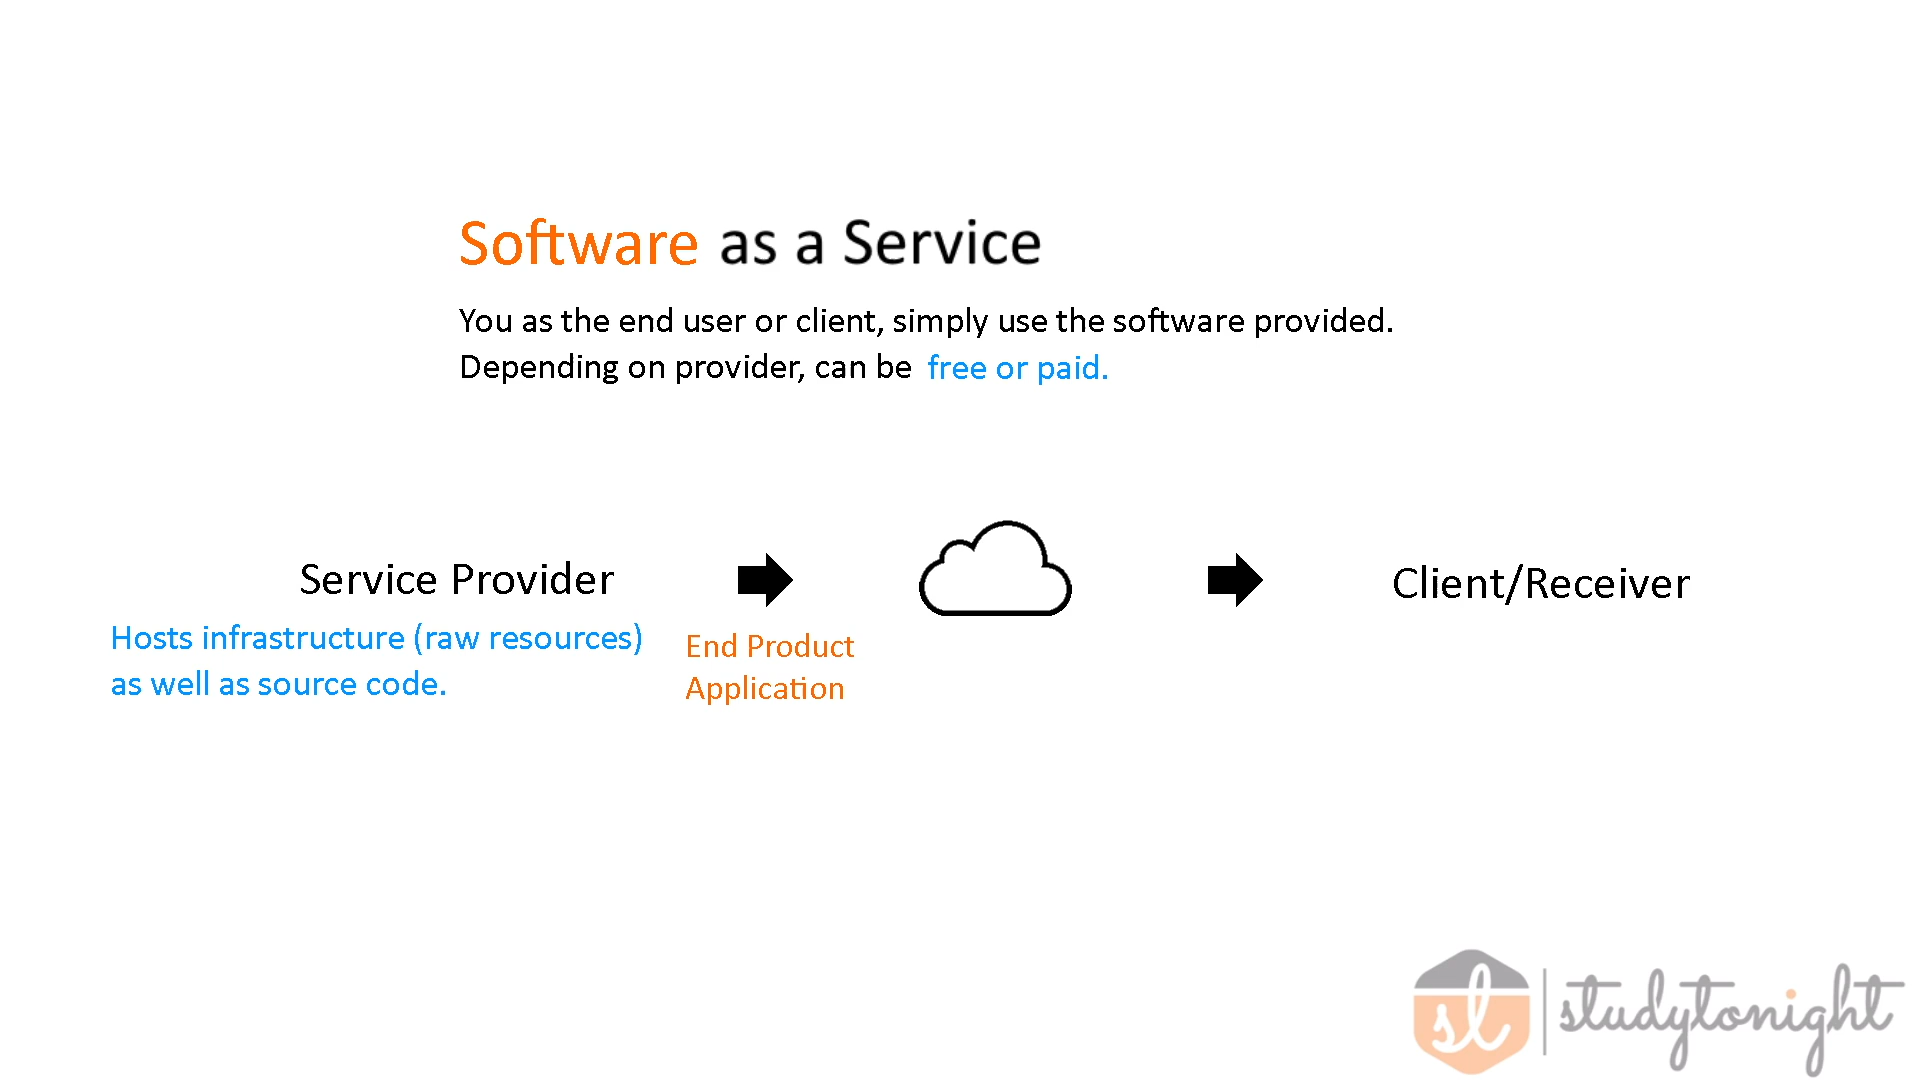 Software as a Service
You as the end user or client, simply use the software provided.
Depending on provider, can be free or paid.
Service Provider
Client/Receiver
Hosts infrastructure (raw resources)
as well as source code.
End Product
Application
st
studytonight